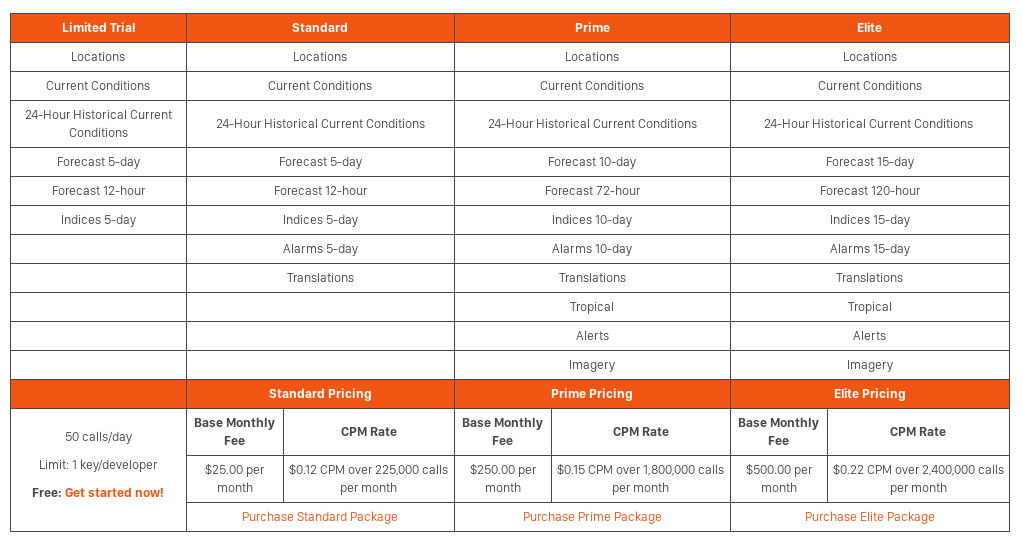 Limited Trial Standard Prime Elite
Locations Locations Locations Locations
Current Conditions Current Conditions Current Conditions Current Conditions
24-Hour Historical Current
Conditions 24-Hour Historical Current Conditions 24-Hour Historical Current Conditions 24-Hour Historical Current Conditions
Forecast 5-day Forecast 5-day Forecast 10-day Forecast 15-day
Forecast 12-hour Forecast 12-hour Forecast 72-hour Forecast 120-hour
Indices 5-day Indices 5-day Indices 10-day Indices 15-day
Alarms 5-day Alarms 10-day Alarms 15-day
Translations Translations Translations
Tropical Tropical
Alerts Alerts
Imagery Imagery
Standard Pricing Prime Pricing Elite Pricing
50 calls/day
Limit: 1 key/developer
Free: Get started now!
Base Monthly
Fee
CPM Rate
Base Monthly
Fee
CPM Rate
Base Monthly
Fee
CPM Rate
$25.00 per
month
$0.12 CPM over 225,000 calls
per month
$250.00 per
month
$0.15 CPM over 1,800,000 calls
per month
$500.00 per
month
$0.22 CPM over 2,400,000 calls
per month
Purchase Standard Package Purchase Prime Package Purchase Elite Package